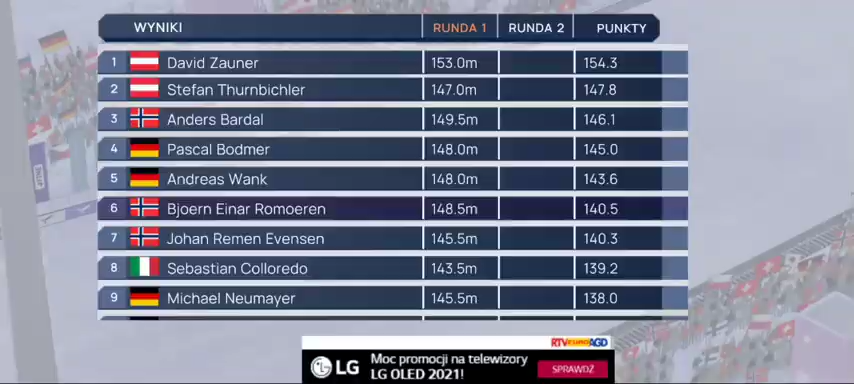 WYNIKI RUNDA 1 RUNDA 2 PUNKTY
1 David Zauner 153.0m 154.3
2 Stefan Thurnbichler 147.0m 147.8
3 Anders Bardal 149.5m 146.1
4 Pascal Bodmer 148.0m 145.0
5 Andreas Wank 148.0m 143.6
6 Bjoern Einar Romoeren 148.5m 140.5
7 Johan Remen Evensen 145.5m 140.3
8 Sebastian Colloredo 143.5m 139.2
9 Michael Neumayer 145.5m 138.0
RTV EURO AGD
LG Moc promocji na telewizory
LG OLED 2021!
SPRAWDŹ